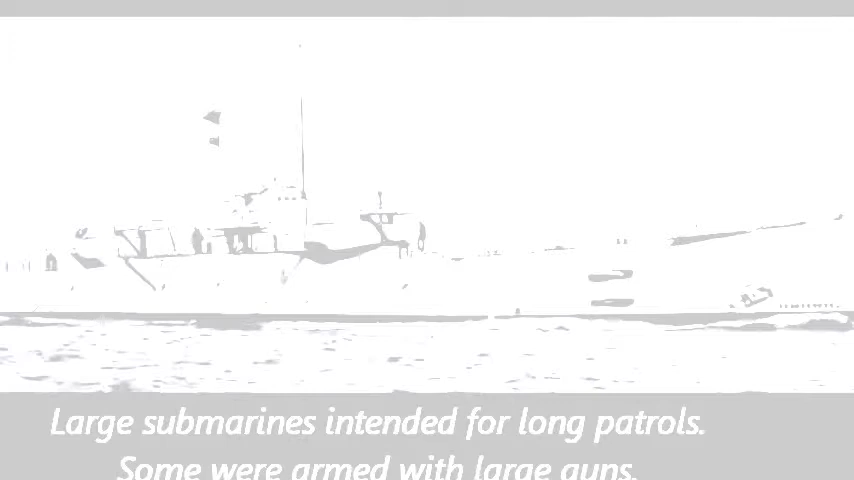 Large submarines intended for long patrols.
Some were armed with large guns.